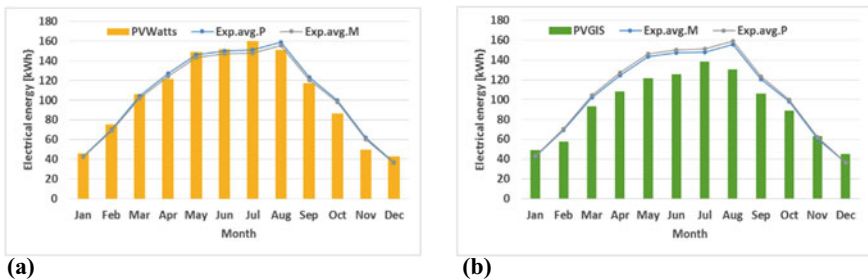 180
PVWatts Exp.avg.P Exp.avg.M
160
140
120
100
80
60
40
20
0
Electrical energy [kWh]
Jan Feb Mar Apr May Jun Jul Aug Sep Oct Nov Dec
Month
(a)
180
PVGIS Exp.avg.M Exp.avg.P
160
140
120
100
80
60
40
20
0
Electrical energy [kWh]
Jan Feb Mar Apr May Jun Jul Aug Sep Oct Nov Dec
Month
(b)